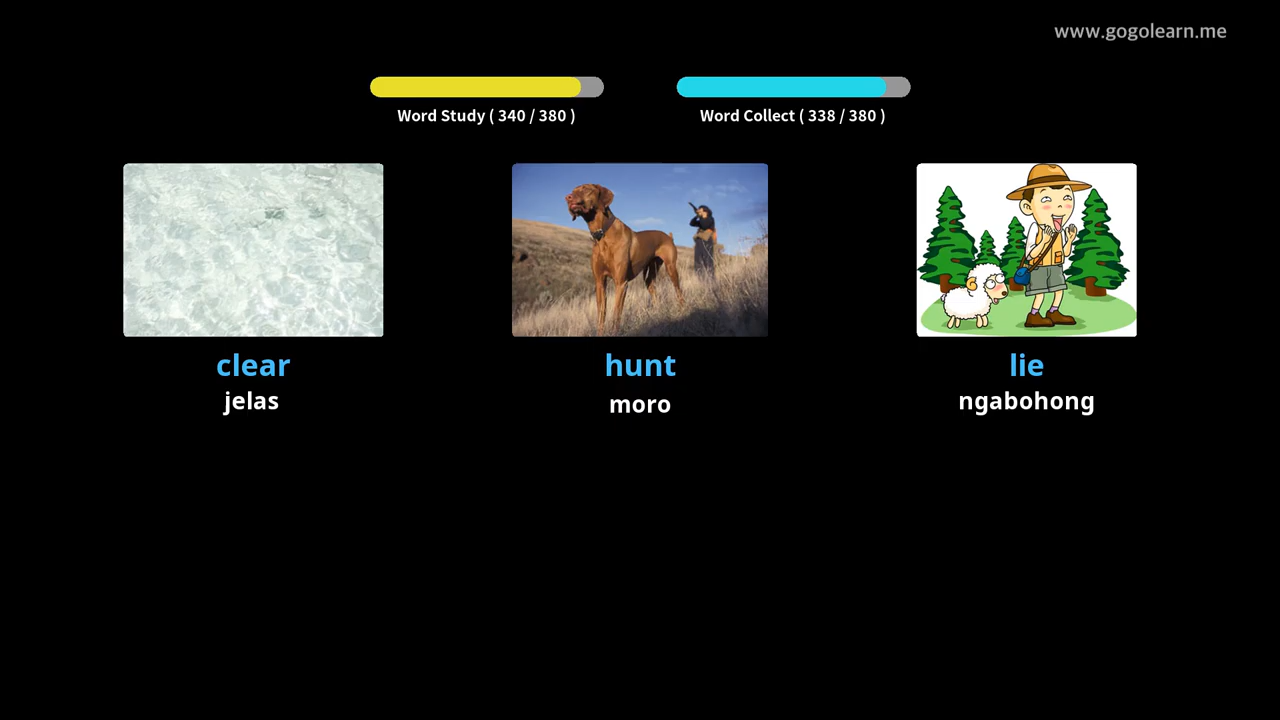 www.gogolearn.me
Word Study ( 340 / 380 )
Word Collect ( 338 / 380 )
clear
jelas
hunt
moro
lie
ngabohong